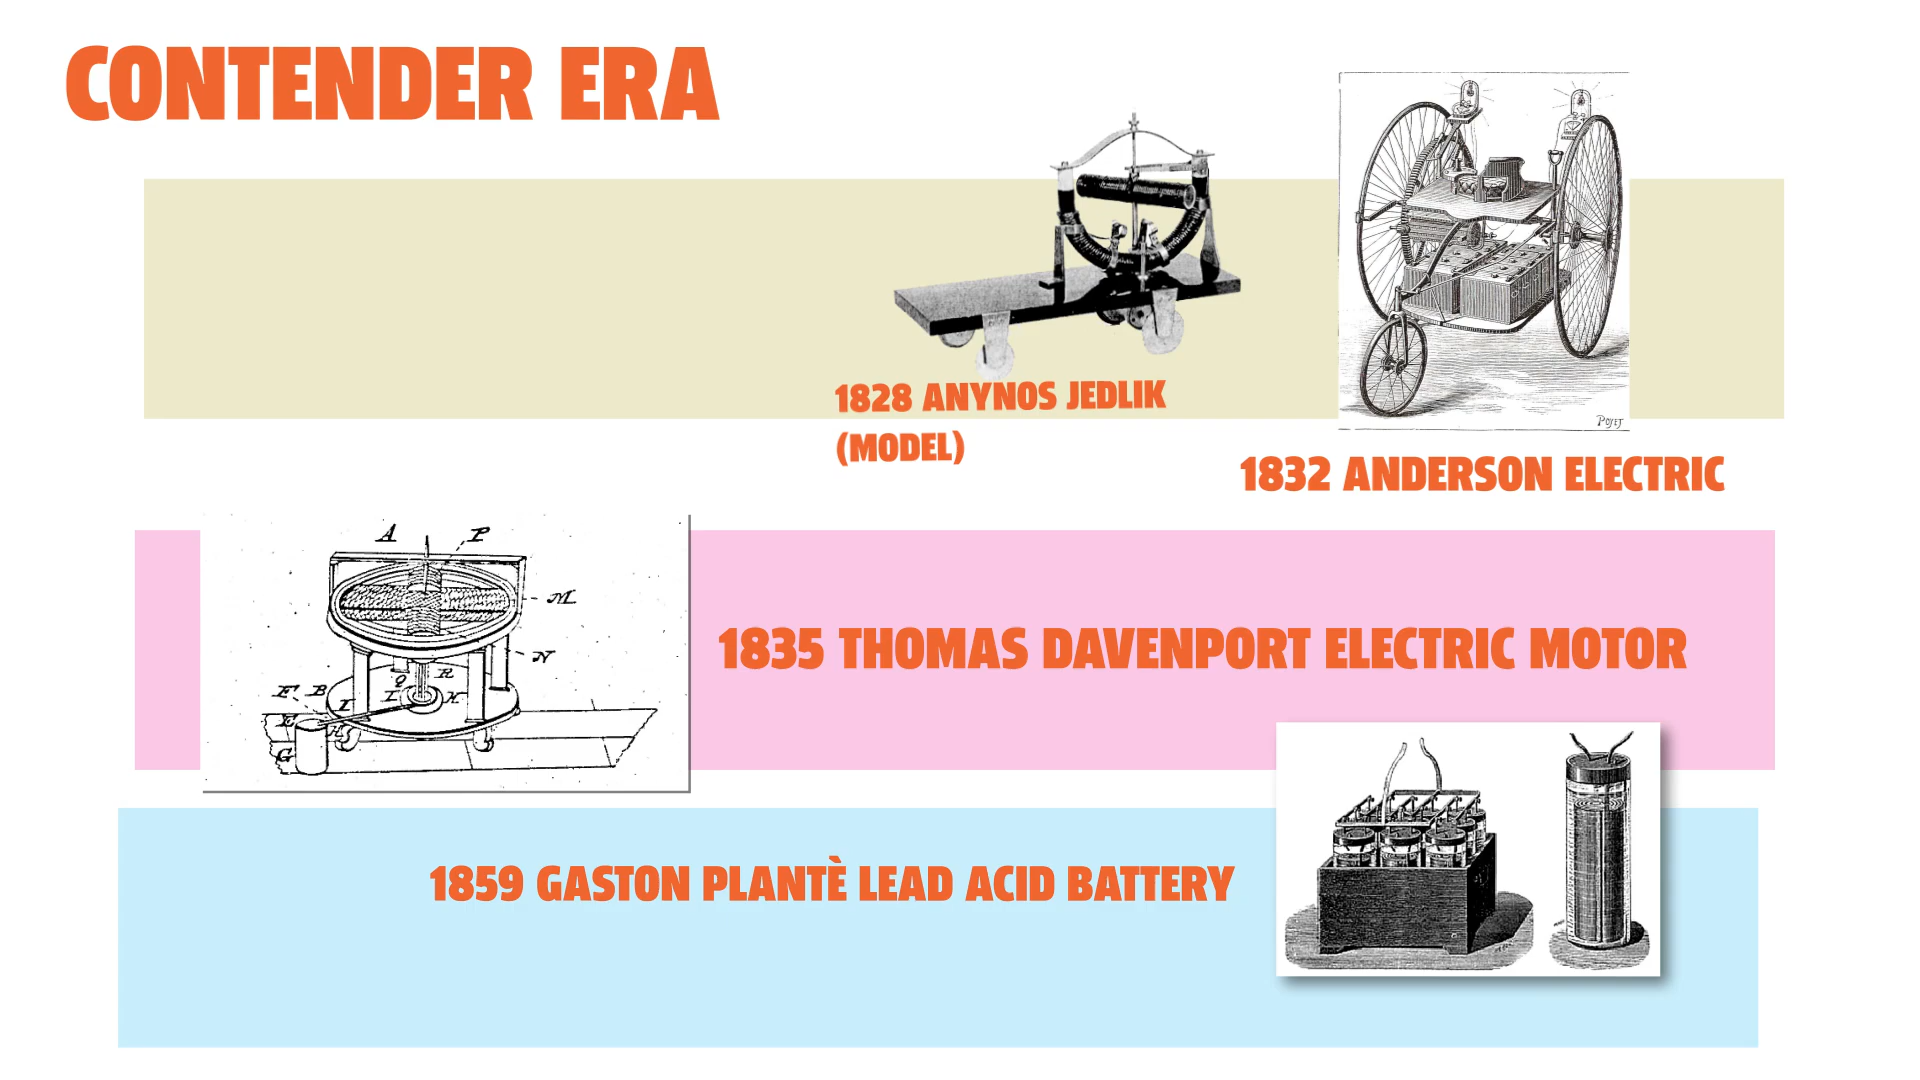 CONTENDER ERA
1828 ANYNOS JEDLIK
(MODEL)
POYET
1832 ANDERSON ELECTRIC
A P
M
N
Q R
F B I I H
E H
G
1835 THOMAS DAVENPORT ELECTRIC MOTOR
1859 GASTON PLANTÈ LEAD ACID BATTERY